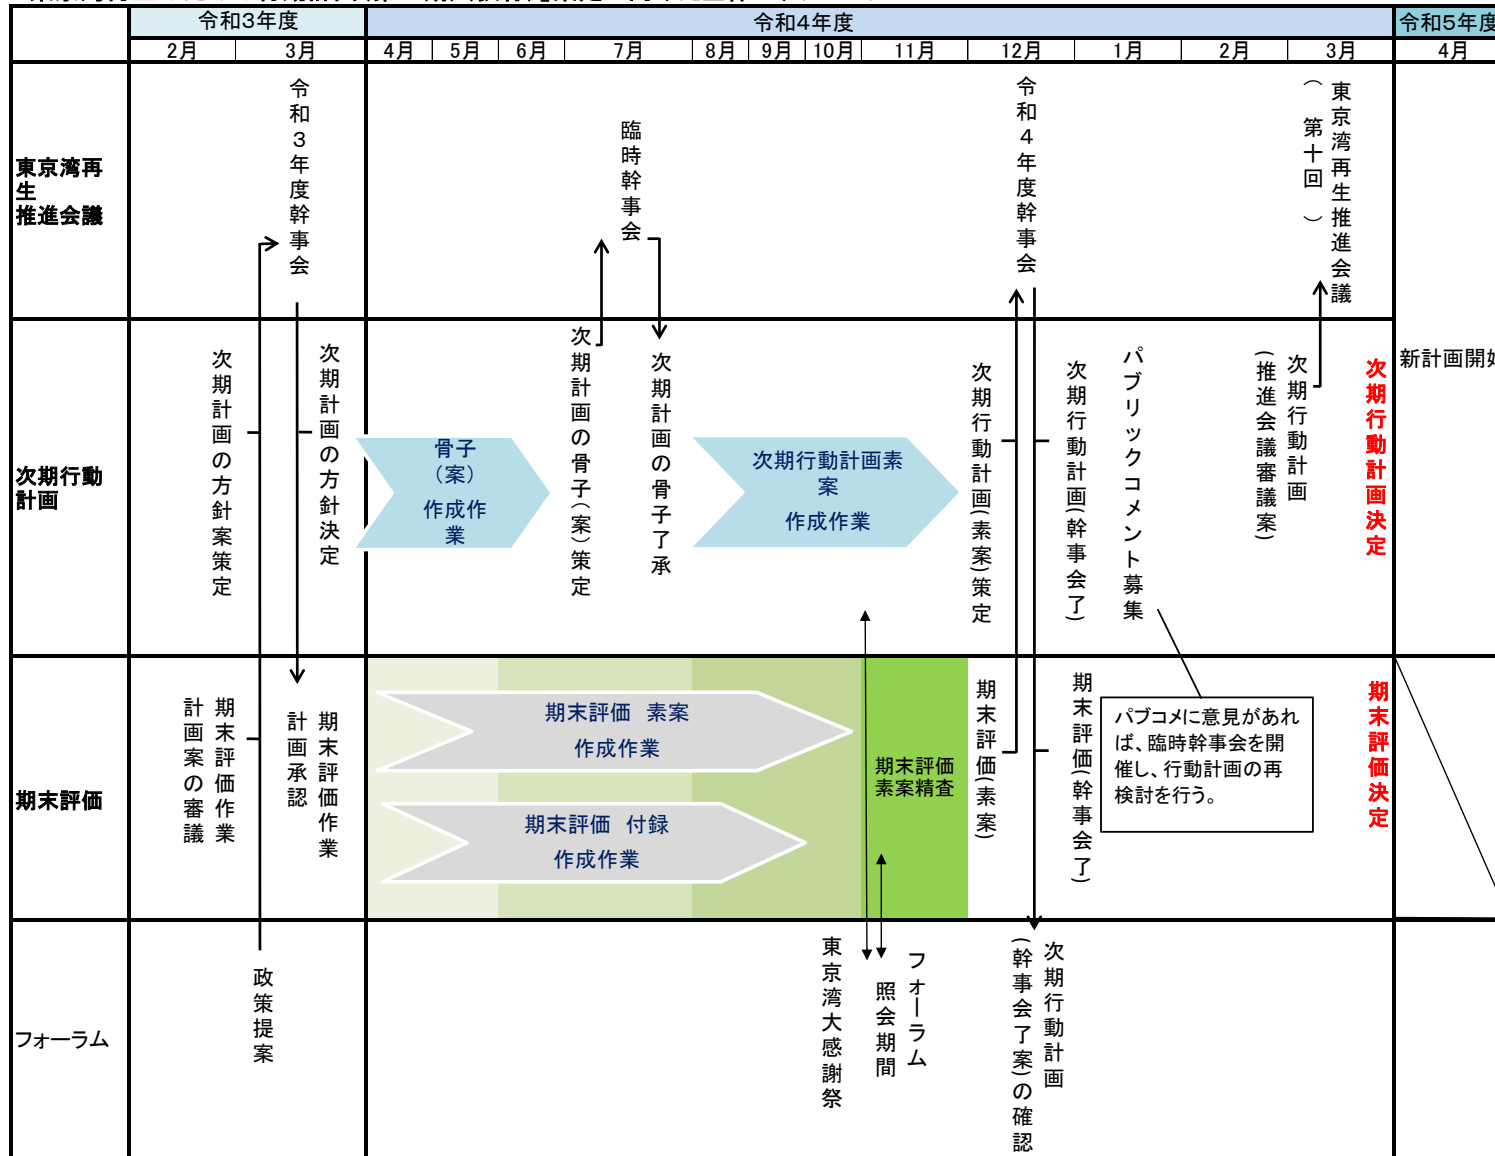 令和3年度
令和4年度
令和5年度
2月
3月
4月
5月
6月
7月
8月
9月
10月
11月
12月
1月
2月
3月
4月
東京湾再
生
推進会議
令和3年度幹事会
臨時幹事会
令和4年度幹事会
東京湾再生推進会議
（第十回）
次期行動
計画
次期計画の方針案策定
次期計画の方針決定
骨子
（案）
作成作
業
次期計画の骨子（案）策定
次期計画の骨子了承
次期行動計画素
案
作成作業
次期行動計画(素案)策定
次期行動計画(幹事会了)
パブリックコメント募集
次期行動計画
(推進会議審議案)
次期行動計画決定
新計画開始
期末評価
期末評価作業
計画案の審議
期末評価作業
計画承認
期末評価 素案
作成作業
期末評価 付録
作成作業
期末評価
素案精査
期末評価(素案)
期末評価(幹事会了)
パブコメに意見があれ
ば、臨時幹事会を開
催し、行動計画の再
検討を行う。
期末評価決定
フォーラム
政策提案
東京湾大感謝祭
フォーラム
照会期間
次期行動計画
(幹事会了案)の確認